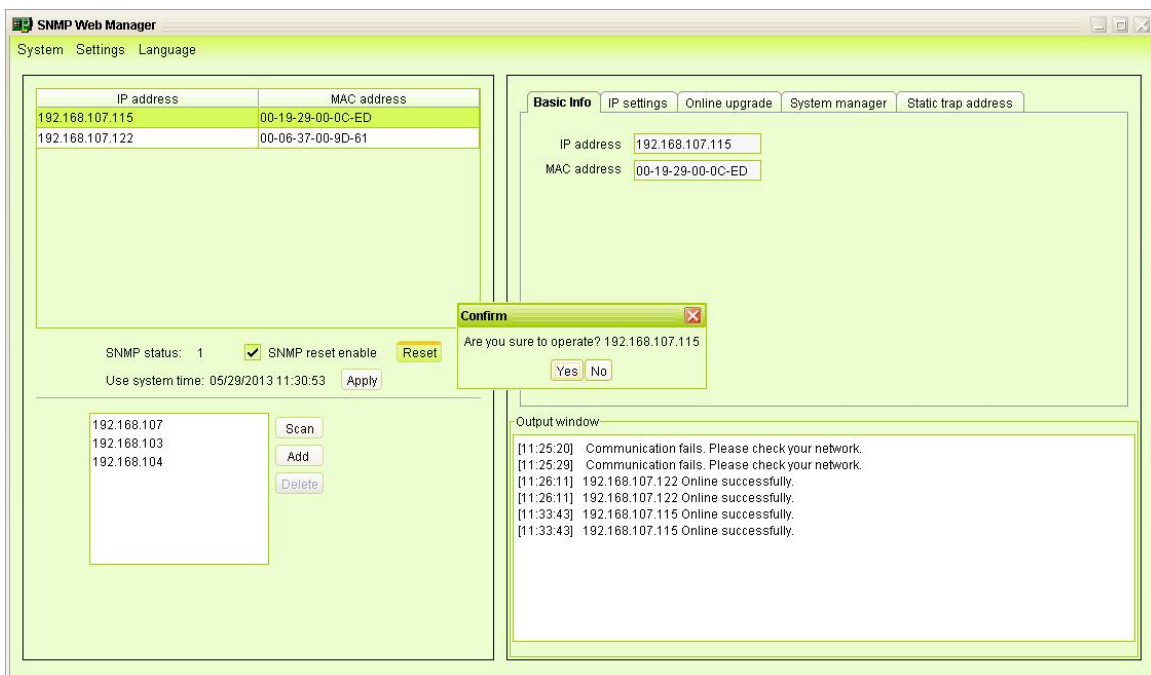 SNMP Web Manager
System Settings Language
IP address MAC address
192.168.107.115 00-19-29-00-0C-ED
192.168.107.122 00-06-37-00-9D-61
SNMP status: 1 SNMP reset enable Reset
Use system time: 05/29/2013 11:30:53 Apply
192.168.107
192.168.103
192.168.104
Scan
Add
Delete
Basic Info IP settings Online upgrade System manager Static trap address
IP address 192.168.107.115
MAC address 00-19-29-00-0C-ED
Confirm
Are you sure to operate? 192.168.107.115
Yes No
Output window
[11:25:20] Communication fails. Please check your network.
[11:25:29] Communication fails. Please check your network.
[11:26:11] 192.168.107.122 Online successfully.
[11:26:11] 192.168.107.122 Online successfully.
[11:33:43] 192.168.107.115 Online successfully.
[11:33:43] 192.168.107.115 Online successfully.